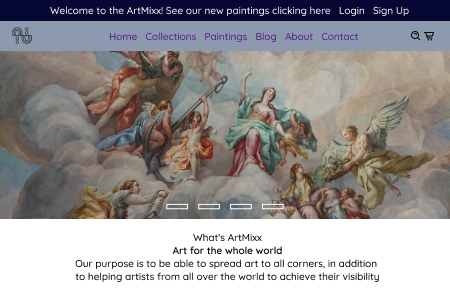 Welcome to the ArtMixx! See our new paintings clicking here Login Sign Up
Home Collections Paintings Blog About Contact
What's ArtMixx
Art for the whole world
Our purpose is to be able to spread art to all corners, in addition
to helping artists from all over the world to achieve their visibility